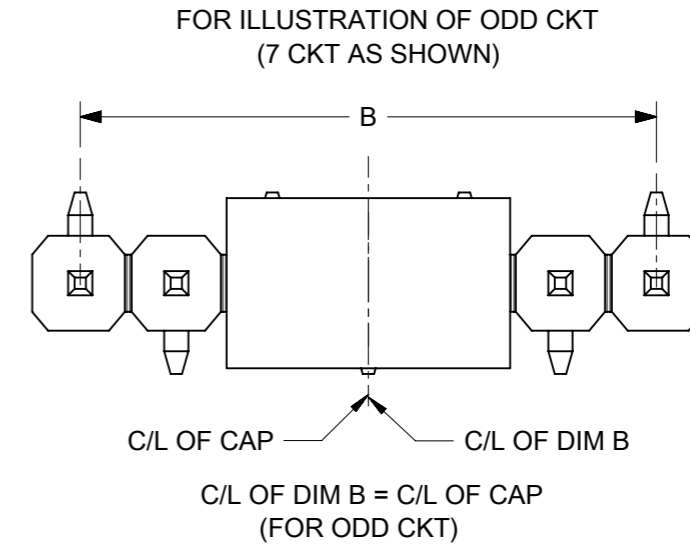 FOR ILLUSTRATION OF ODD CKT
(7 CKT AS SHOWN)
B
C/L OF CAP
C/L OF DIM B
C/L OF DIM B = C/L OF CAP
(FOR ODD CKT)